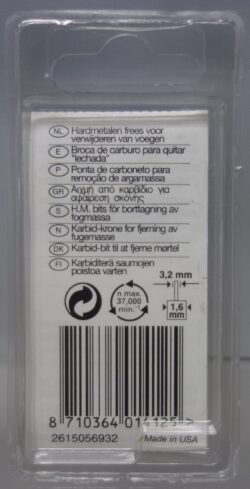 NL Hardmetalen frees voor
verwijderen van voegen
E Broca de carburo para quitar
"lechada"
P Ponta de carboneto para
remoção de argamassa
GR Αιχμή από καρβίδιο για
αφαίρεση σκόνης
S H.M. bits för borttagning av
fogmassa
N Karbid-krone for fjerning av
fugemasse
DK Karbid-bit til at fjerne mørtel
FI Karbiditerä saumojen
poistoa varten
n max.
37,000
min.⁻¹
3,2 mm
1,6
mm
8 710364 014125 >
2615056932
Made in USA